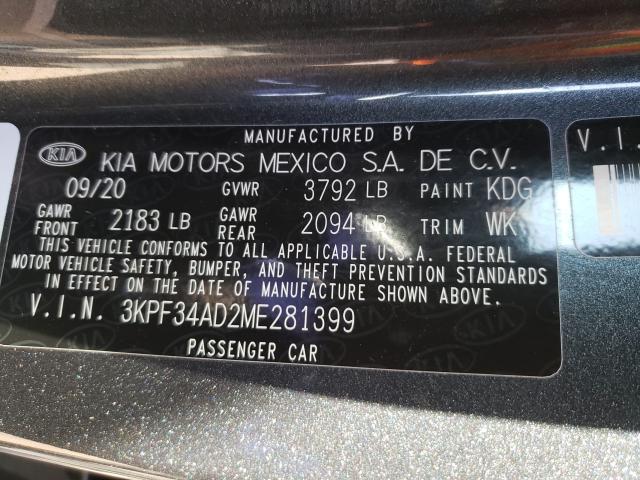 MANUFACTURED BY
KIA KIA MOTORS MEXICO S.A. DE C.V.
09/20 GVWR 3792 LB PAINT KDG
GAWR FRONT 2183 LB GAWR REAR 2094 LB TRIM WK
THIS VEHICLE CONFORMS TO ALL APPLICABLE U.S.A. FEDERAL
MOTOR VEHICLE SAFETY, BUMPER, AND THEFT PREVENTION STANDARDS
IN EFFECT ON THE DATE OF MANUFACTURE SHOWN ABOVE.
V.I.N. 3KPF34AD2ME281399
PASSENGER CAR
V.I.